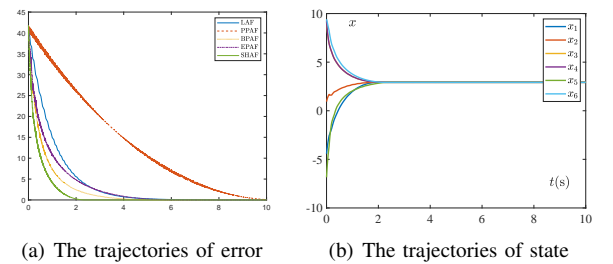 45
40
35
30
25
20
15
10
5
0
0 2 4 6 8 10
LAF
PPAF
BPAF
EPAF
SHAF
(a) The trajectories of error
10
5
0
-5
-10
0 2 4 6 8 10
x
t(s)
x₁
x₂
x₃
x₄
x₅
x₆
(b) The trajectories of state